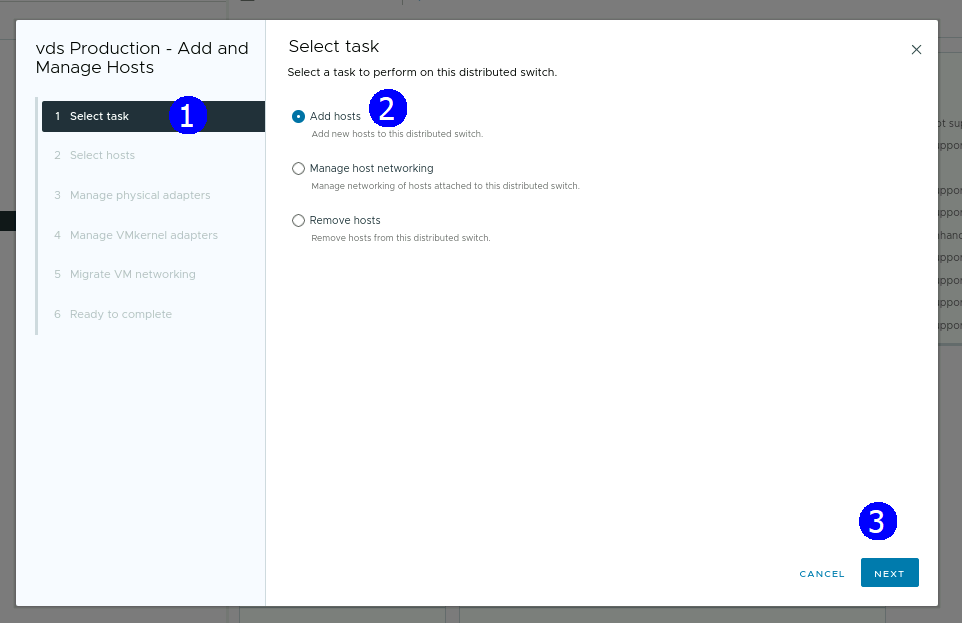 vds Production - Add and
Manage Hosts
1 Select task
1
2 Select hosts
3 Manage physical adapters
4 Manage VMkernel adapters
5 Migrate VM networking
6 Ready to complete
Select task
Select a task to perform on this distributed switch.
Add hosts
2
Add new hosts to this distributed switch.
Manage host networking
Manage networking of hosts attached to this distributed switch.
Remove hosts
Remove hosts from this distributed switch.
3
CANCEL
NEXT